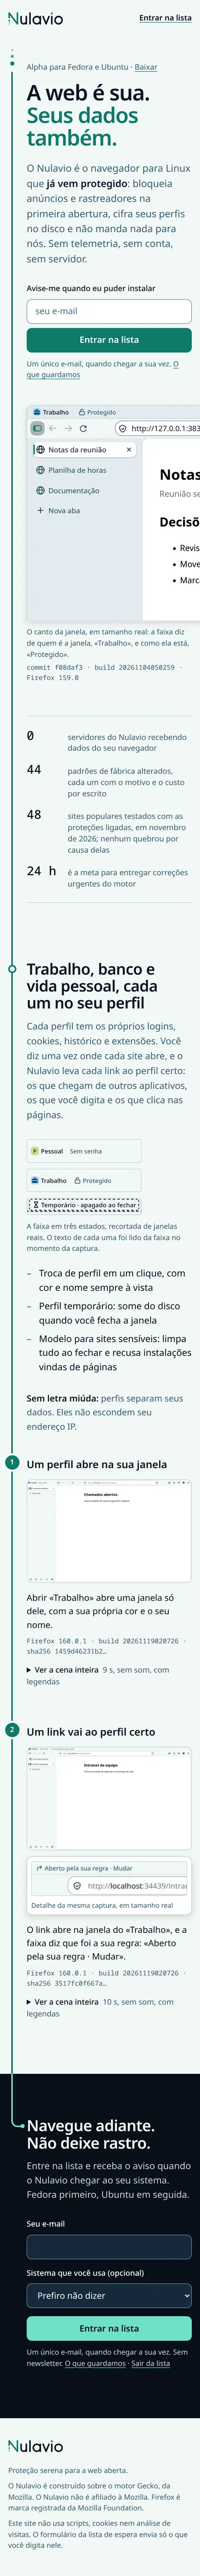 Nulavio
Entrar na lista
Alpha para Fedora e Ubuntu · Baixar
A web é sua.
Seus dados
também.
O Nulavio é o navegador para Linux
que já vem protegido: bloqueia
anúncios e rastreadores na
primeira abertura, cifra seus perfis
no disco e não manda nada para
nós. Sem telemetria, sem conta,
sem servidor.
Avise-me quando eu puder instalar
seu e-mail
Entrar na lista
Um único e-mail, quando chegar a sua vez. O
que guardamos
Trabalho Protegido
http://127.0.0.1:383
Notas da reunião
Planilha de horas
Documentação
Nova aba
Notas
Reunião se
Decisõ
Revis
Move
Marc
O canto da janela, em tamanho real: a faixa diz
de quem é a janela, «Trabalho», e como ela está,
«Protegido».
commit f08daf3 · build 20261104050259 ·
Firefox 159.0
0 servidores do Nulavio recebendo
dados do seu navegador
44 padrões de fábrica alterados,
cada um com o motivo e o custo
por escrito
48 sites populares testados com as
proteções ligadas, em novembro
de 2026; nenhum quebrou por
causa delas
24 h é a meta para entregar correções
urgentes do motor
Trabalho, banco e
vida pessoal, cada
um no seu perfil
Cada perfil tem os próprios logins,
cookies, histórico e extensões. Você
diz uma vez onde cada site abre, e o
Nulavio leva cada link ao perfil certo:
os que chegam de outros aplicativos,
os que você digita e os que clica nas
páginas.
P Pessoal Sem senha
Trabalho Protegido
Temporário · apagado ao fechar
A faixa em três estados, recortada de janelas
reais. O texto de cada uma foi lido da faixa no
momento da captura.
– Troca de perfil em um clique, com
cor e nome sempre à vista
– Perfil temporário: some do disco
quando você fecha a janela
– Modelo para sites sensíveis: limpa
tudo ao fechar e recusa instalações
vindas de páginas
Sem letra miúda: perfis separam seus
dados. Eles não escondem seu
endereço IP.
1 Um perfil abre na sua janela
Chamados abertos
Abrir «Trabalho» abre uma janela só
dele, com a sua própria cor e o seu
nome.
Firefox 160.0.1 · build 20261119020726 ·
sha256 1459d46231b2…
Ver a cena inteira 9 s, sem som, com
legendas
2 Um link vai ao perfil certo
Intranet da equipe
Aberto pela sua regra · Mudar
http://localhost:34439/intra
Detalhe da mesma captura, em tamanho real
O link abre na janela do «Trabalho», e a
faixa diz que foi a sua regra: «Aberto
pela sua regra · Mudar».
Firefox 160.0.1 · build 20261119020726 ·
sha256 3517fc0f667a…
Ver a cena inteira 10 s, sem som, com
legendas
Navegue adiante.
Não deixe rastro.
Entre na lista e receba o aviso quando
o Nulavio chegar ao seu sistema.
Fedora primeiro, Ubuntu em seguida.
Seu e-mail
Sistema que você usa (opcional)
Prefiro não dizer
Entrar na lista
Um único e-mail, quando chegar a sua vez. Sem
newsletter. O que guardamos · Sair da lista
Nulavio
Proteção serena para a web aberta.
O Nulavio é construído sobre o motor Gecko, da
Mozilla. O Nulavio não é afiliado à Mozilla. Firefox é
marca registrada da Mozilla Foundation.
Este site não usa scripts, cookies nem análise de
visitas. O formulário da lista de espera envia só o que
você digita nele.